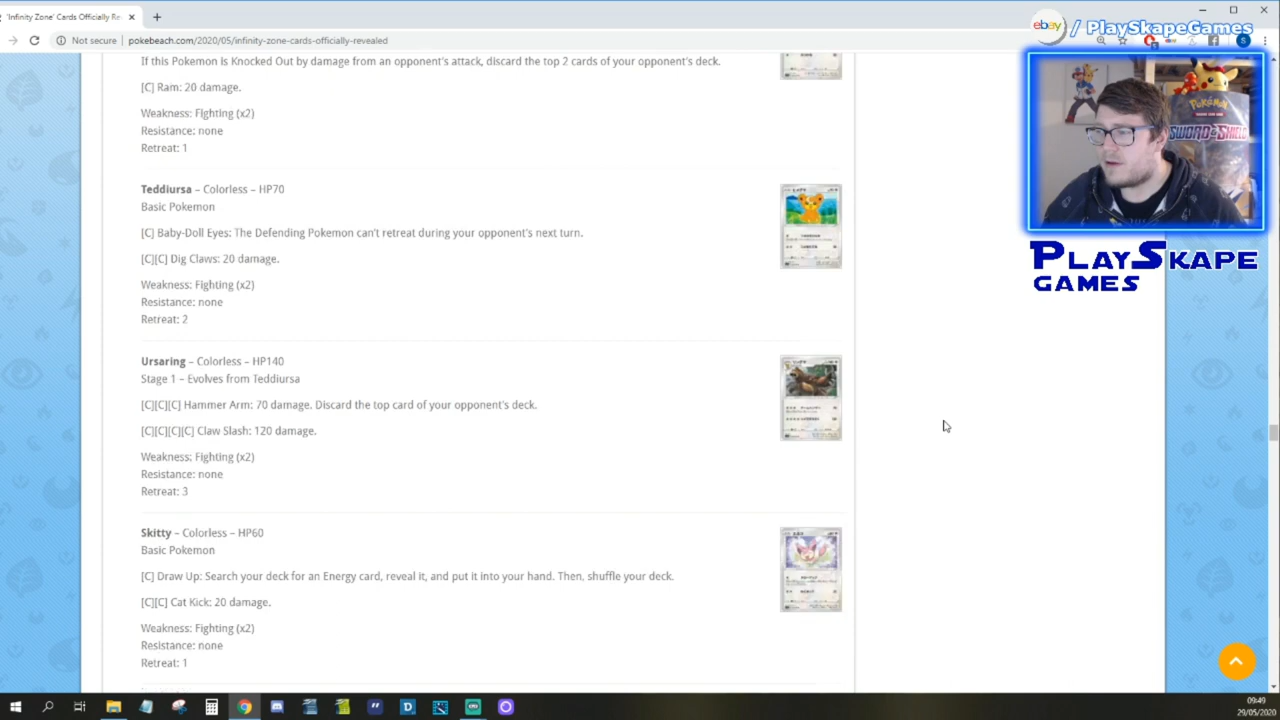 'Infinity Zone' Cards Officially Re
ebay / PlaySkapeGames
Not secure | pokebeach.com/2020/05/infinity-zone-cards-officially-revealed
If this Pokemon is Knocked Out by damage from an opponent's attack, discard the top 2 cards of your opponent's deck.
[C] Ram: 20 damage.
Weakness: Fighting (x2)
Resistance: none
Retreat: 1
POKéMON
SWORD & SHIELD
Teddiursa – Colorless – HP70
Basic Pokemon
[C] Baby-Doll Eyes: The Defending Pokemon can't retreat during your opponent's next turn.
[C][C] Dig Claws: 20 damage.
Weakness: Fighting (x2)
Resistance: none
Retreat: 2
PLAYSKAPE
GAMES
Ursaring – Colorless – HP140
Stage 1 – Evolves from Teddiursa
[C][C][C] Hammer Arm: 70 damage. Discard the top card of your opponent's deck.
[C][C][C][C] Claw Slash: 120 damage.
Weakness: Fighting (x2)
Resistance: none
Retreat: 3
Skitty – Colorless – HP60
Basic Pokemon
[C] Draw Up: Search your deck for an Energy card, reveal it, and put it into your hand. Then, shuffle your deck.
[C][C] Cat Kick: 20 damage.
Weakness: Fighting (x2)
Resistance: none
Retreat: 1
09:49
29/05/2020